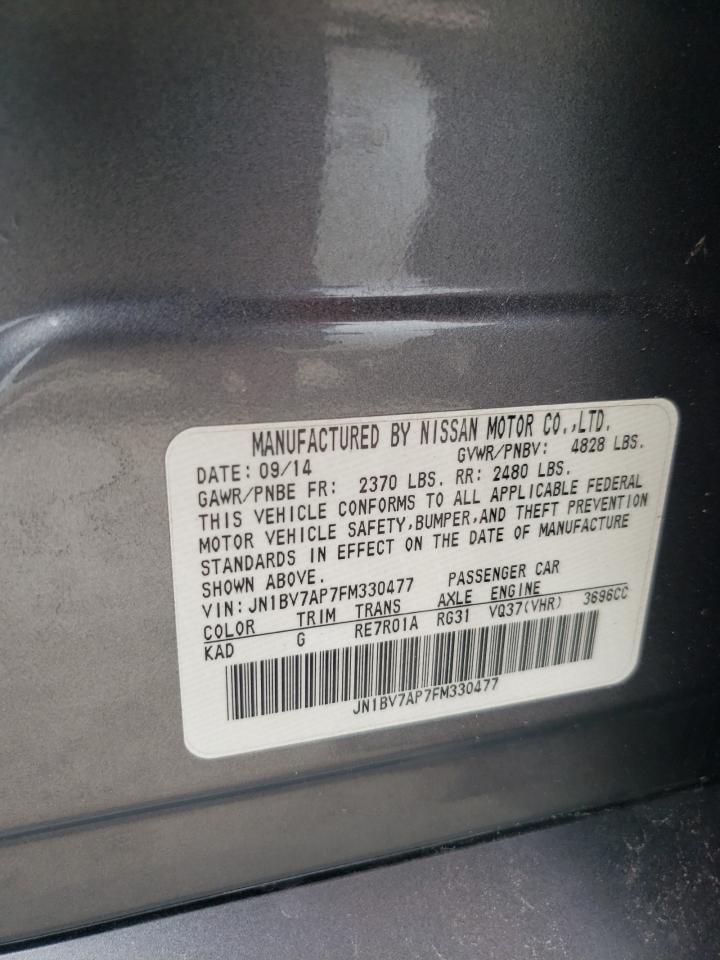 MANUFACTURED BY NISSAN MOTOR CO.,LTD.
DATE: 09/14 GVWR/PNBV: 4828 LBS.
GAWR/PNBE FR: 2370 LBS. RR: 2480 LBS.
THIS VEHICLE CONFORMS TO ALL APPLICABLE FEDERAL
MOTOR VEHICLE SAFETY,BUMPER,AND THEFT PREVENTION
STANDARDS IN EFFECT ON THE DATE OF MANUFACTURE
SHOWN ABOVE.
VIN: JN1BV7AP7FM330477 PASSENGER CAR
COLOR TRIM TRANS AXLE ENGINE
KAD G RE7R01A RG31 VQ37(VHR) 3696CC
JN1BV7AP7FM330477